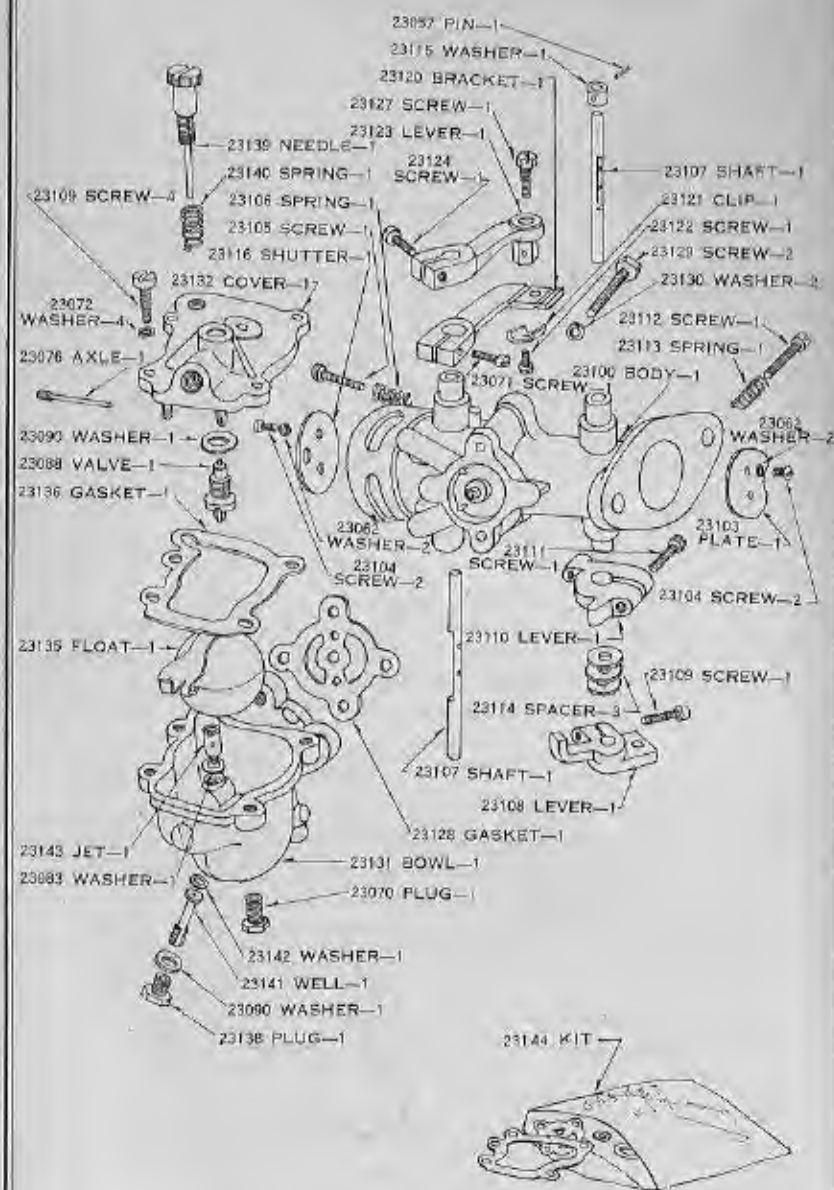 23057 PIN—1
23115 WASHER—1
23120 BRACKET—1
23127 SCREW—1
23123 LEVER—1
23124
SCREW—1
23139 NEEDLE—1
23140 SPRING—1
23109 SCREW—4
23106 SPRING—1
23105 SCREW—1
23116 SHUTTER—1
23132 COVER—1
23107 SHAFT—1
23121 CLIP—1
23122 SCREW—1
23129 SCREW—2
23130 WASHER—2
23072
WASHER—4
23076 AXLE—1
23112 SCREW—1
23113 SPRING—1
23071 SCREW—1
23100 BODY—1
23062
WASHER—2
23090 WASHER—1
23088 VALVE—1
23136 GASKET—1
23062
WASHER—2
23104
SCREW—2
23111
SCREW—1
23103
PLATE—1
23104 SCREW—2
23135 FLOAT—1
23110 LEVER—1
23109 SCREW—1
23114 SPACER—3
23107 SHAFT—1
23108 LEVER—1
23128 GASKET—1
23143 JET—1
23083 WASHER—1
23131 BOWL—1
23070 PLUG—1
23142 WASHER—1
23141 WELL—1
23090 WASHER—1
23138 PLUG—1
23144 KIT